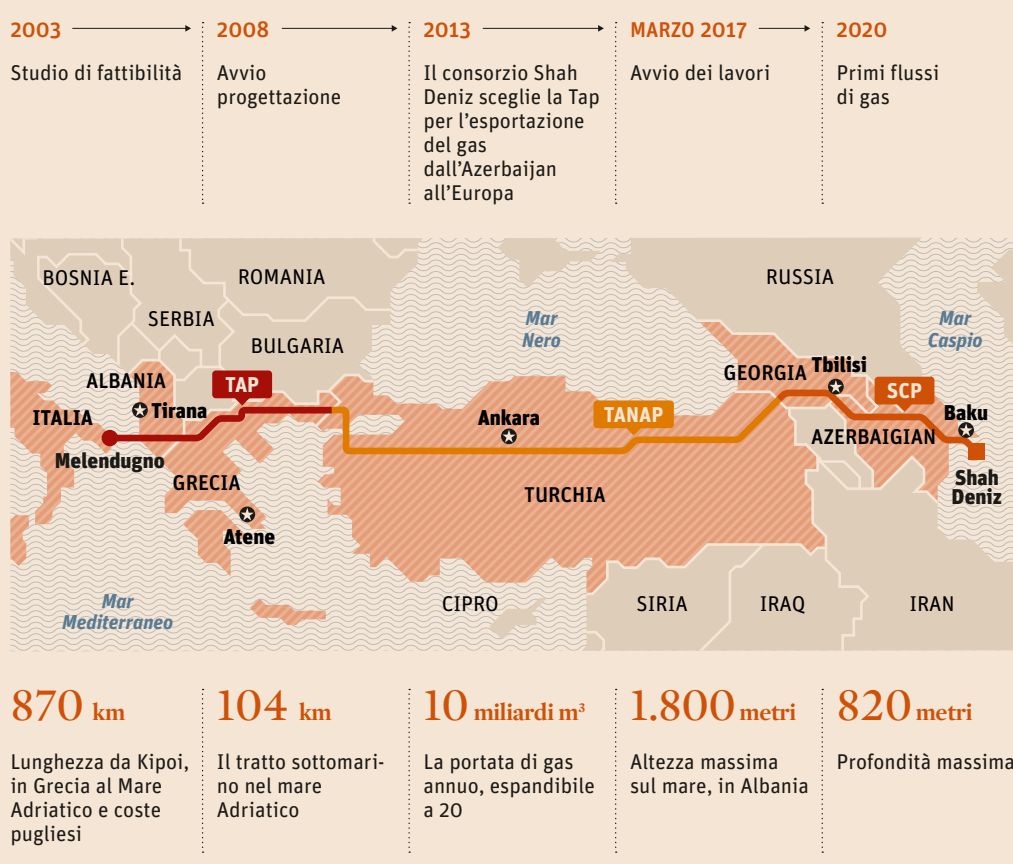 2003
Studio di fattibilità
2008
Avvio
progettazione
2013
Il consorzio Shah
Deniz sceglie la Tap
per l'esportazione
del gas
dall'Azerbaijan
all'Europa
MARZO 2017
Avvio dei lavori
2020
Primi flussi
di gas
BOSNIA E.
ROMANIA
RUSSIA
SERBIA
Mar
Nero
Mar
Caspio
BULGARIA
ALBANIA
TAP
GEORGIA
Tbilisi
SCP
ITALIA
Tirana
Ankara
TANAP
Baku
AZERBAIGIAN
Melendugno
GRECIA
TURCHIA
Shah
Deniz
Atene
Mar
Mediterraneo
CIPRO
SIRIA
IRAQ
IRAN
870 km
Lunghezza da Kipoi,
in Grecia al Mare
Adriatico e coste
pugliesi
104 km
Il tratto sottomari-
no nel mare
Adriatico
10 miliardi m³
La portata di gas
annuo, espandibile
a 20
1.800 metri
Altezza massima
sul mare, in Albania
820 metri
Profondità massima